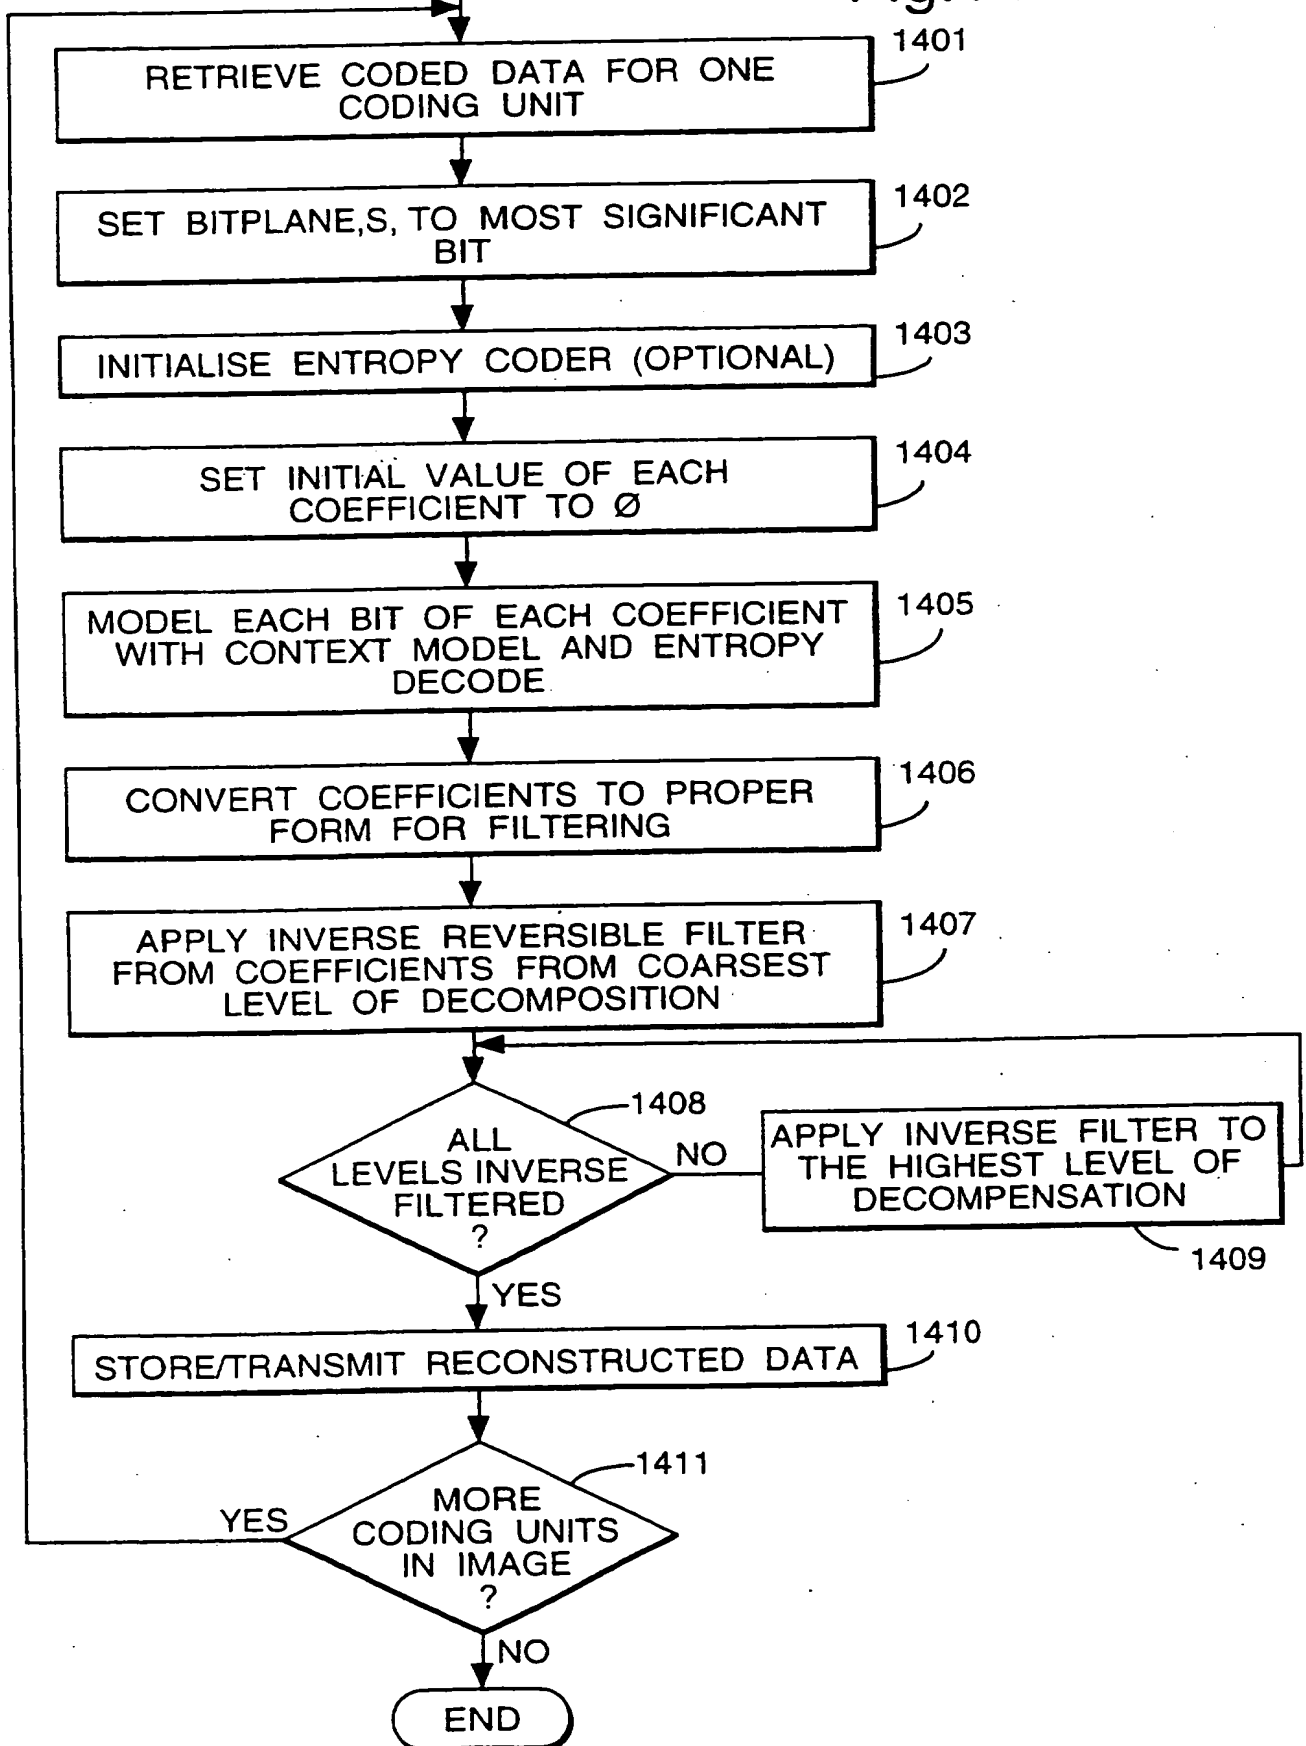 Fig.
1401
RETRIEVE CODED DATA FOR ONE
CODING UNIT
1402
SET BITPLANE,S, TO MOST SIGNIFICANT
BIT
1403
INITIALISE ENTROPY CODER (OPTIONAL)
1404
SET INITIAL VALUE OF EACH
COEFFICIENT TO Ø
1405
MODEL EACH BIT OF EACH COEFFICIENT
WITH CONTEXT MODEL AND ENTROPY
DECODE
1406
CONVERT COEFFICIENTS TO PROPER
FORM FOR FILTERING
1407
APPLY INVERSE REVERSIBLE FILTER
FROM COEFFICIENTS FROM COARSEST
LEVEL OF DECOMPOSITION
1408
ALL
LEVELS INVERSE
FILTERED
?
NO
APPLY INVERSE FILTER TO
THE HIGHEST LEVEL OF
DECOMPENSATION
1409
YES
STORE/TRANSMIT RECONSTRUCTED DATA
1410
1411
MORE
CODING UNITS
IN IMAGE
?
YES
NO
END